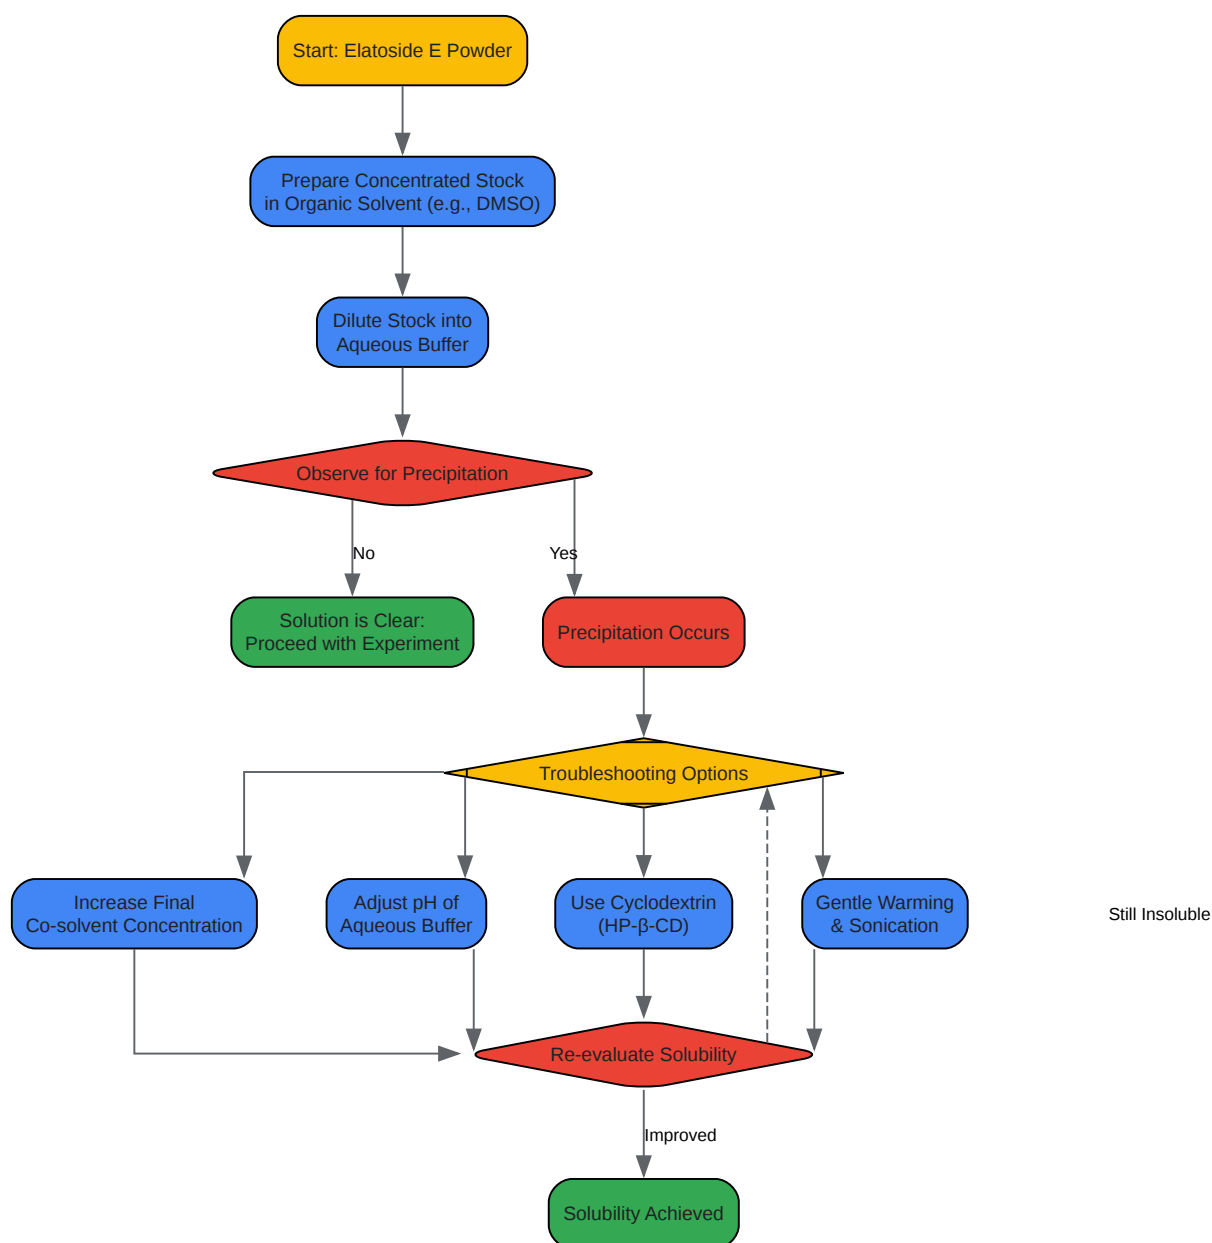 Start: Elatoside E Powder
Prepare Concentrated Stock
in Organic Solvent (e.g., DMSO)
Dilute Stock into
Aqueous Buffer
Observe for Precipitation
No
Yes
Solution is Clear:
Proceed with Experiment
Precipitation Occurs
Troubleshooting Options
Increase Final
Co-solvent Concentration
Adjust pH of
Aqueous Buffer
Use Cyclodextrin
(HP-β-CD)
Gentle Warming
& Sonication
Still Insoluble
Re-evaluate Solubility
Improved
Solubility Achieved